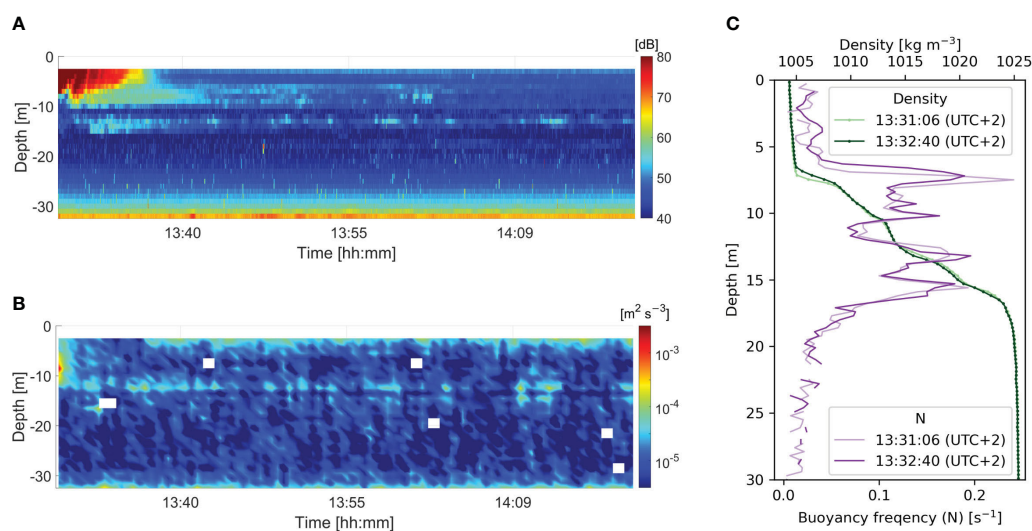 A
[dB]
0
-10
-20
-30
Depth [m]
80
70
60
50
40
13:40
13:55
14:09
Time [hh:mm]
B
[m² s⁻³]
0
-10
-20
-30
Depth [m]
10⁻³
10⁻⁴
10⁻⁵
13:40
13:55
14:09
Time [hh:mm]
C
Density [kg m⁻³]
1005 1010 1015 1020 1025
0
5
10
15
20
25
30
Depth [m]
Density
13:31:06 (UTC+2)
13:32:40 (UTC+2)
N
13:31:06 (UTC+2)
13:32:40 (UTC+2)
0.0 0.1 0.2
Buoyancy freqency (N) [s⁻¹]